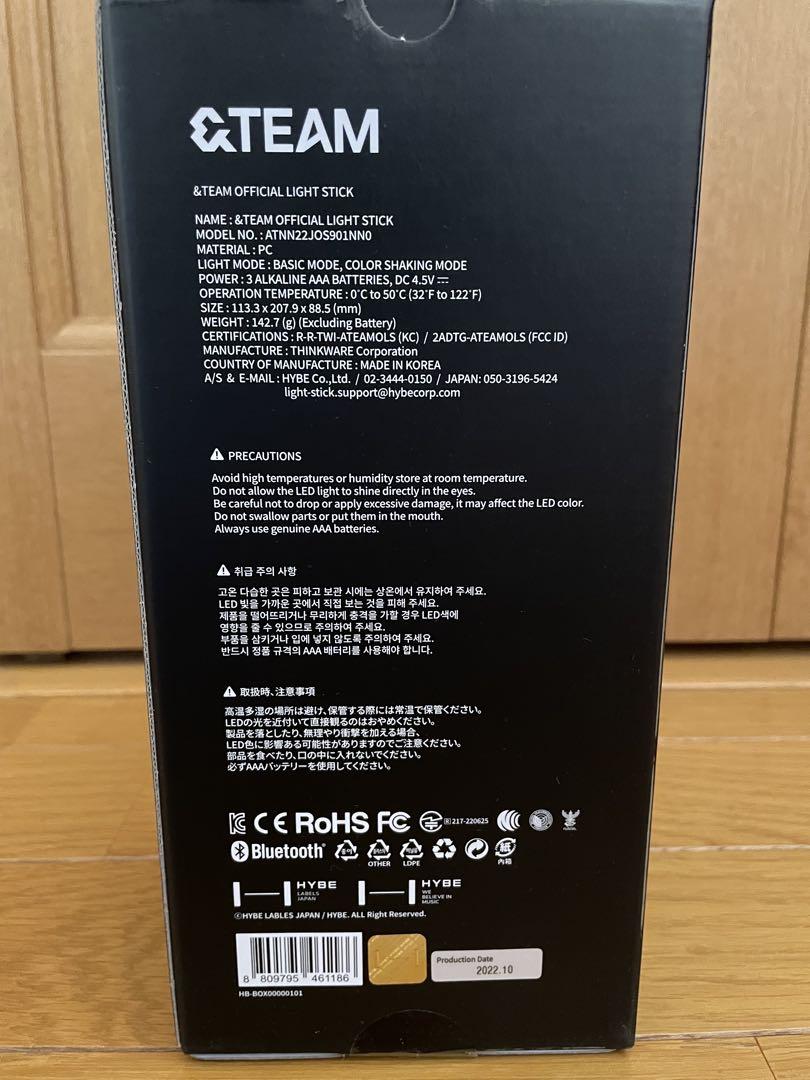 &TEAM
&TEAM OFFICIAL LIGHT STICK
NAME : &TEAM OFFICIAL LIGHT STICK
MODEL NO. : ATNN22JOS901NN0
MATERIAL : PC
LIGHT MODE : BASIC MODE, COLOR SHAKING MODE
POWER : 3 ALKALINE AAA BATTERIES, DC 4.5V ⎓
OPERATION TEMPERATURE : 0˚C to 50˚C (32˚F to 122˚F)
SIZE : 113.3 x 207.9 x 88.5 (mm)
WEIGHT : 142.7 (g) (Excluding Battery)
CERTIFICATIONS : R-R-TWI-ATEAMOLS (KC) / 2ADTG-ATEAMOLS (FCC ID)
MANUFACTURE : THINKWARE Corporation
COUNTRY OF MANUFACTURE : MADE IN KOREA
A/S & E-MAIL : HYBE Co.,Ltd. / 02-3444-0150 / JAPAN: 050-3196-5424
light-stick.support@hybecorp.com
⚠ PRECAUTIONS
Avoid high temperatures or humidity store at room temperature.
Do not allow the LED light to shine directly in the eyes.
Be careful not to drop or apply excessive damage, it may affect the LED color.
Do not swallow parts or put them in the mouth.
Always use genuine AAA batteries.
⚠ 취급 주의 사항
고온 다습한 곳은 피하고 보관 시에는 상온에서 유지하여 주세요.
LED 빛을 가까운 곳에서 직접 보는 것을 피해 주세요.
제품을 떨어뜨리거나 무리하게 충격을 가할 경우 LED색에
영향을 줄 수 있으므로 주의하여 주세요.
부품을 삼키거나 입에 넣지 않도록 주의하여 주세요.
반드시 정품 규격의 AAA 배터리를 사용해야 합니다.
⚠ 取扱時、注意事項
高温多湿の場所は避け、保管する際には常温で保管ください。
LEDの光を近付いて直接観るのはおやめください。
製品を落としたり、無理やり衝撃を加える場合、
LED色に影響ある可能性がありますのでご注意ください。
部品を食べたり、口の中に入れないでください。
必ずAAAバッテリーを使用してください。
CE RoHS FC R 217-220625
Bluetooth® OTHER LDPE 紙 内箱
HYBE LABELS JAPAN HYBE WE BELIEVE IN MUSIC
ⓒHYBE LABLES JAPAN / HYBE. ALL Right Reserved.
8 809795 461186
HB-BOX00000101
Production Date
2022.10